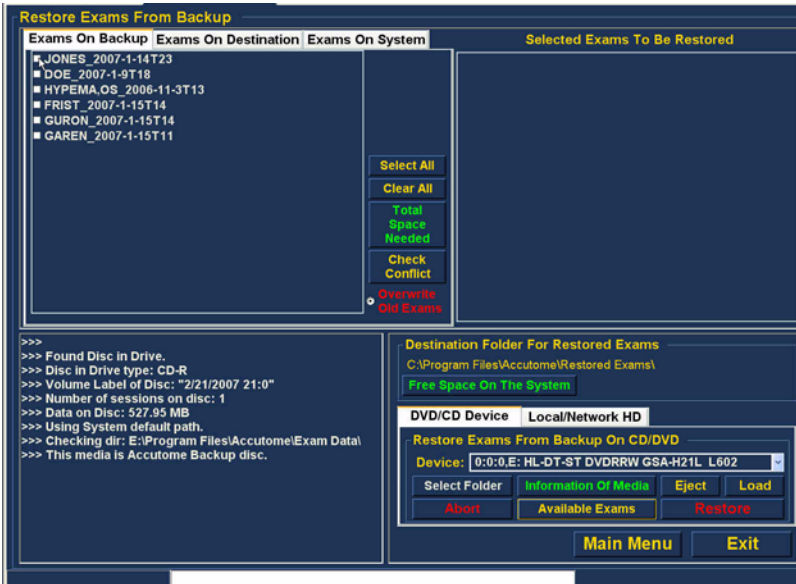 Restore Exams From Backup
Exams On Backup Exams On Destination Exams On System
Selected Exams To Be Restored
JONES_2007-1-14T23
DOE_2007-1-9T18
HYPEMA,OS_2006-11-3T13
FRIST_2007-1-15T14
GURON_2007-1-15T14
GAREN_2007-1-15T11
Select All
Clear All
Total
Space
Needed
Check
Conflict
Overwrite
Old Exams
>>>
>>> Found Disc in Drive.
>>> Disc in Drive type: CD-R
>>> Volume Label of Disc: "2/21/2007 21:0"
>>> Number of sessions on disc: 1
>>> Data on Disc: 527.95 MB
>>> Using System default path.
>>> Checking dir: E:\Program Files\Accutome\Exam Data\
>>> This media is Accutome Backup disc.
Destination Folder For Restored Exams
C:\Program Files\Accutome\Restored Exams\
Free Space On The System
DVD/CD Device Local/Network HD
Restore Exams From Backup On CD/DVD
Device: 0:0:0,E: HL-DT-ST DVDRRW GSA-H21L L602
Select Folder Information Of Media Eject Load
Abort Available Exams Restore
Main Menu Exit